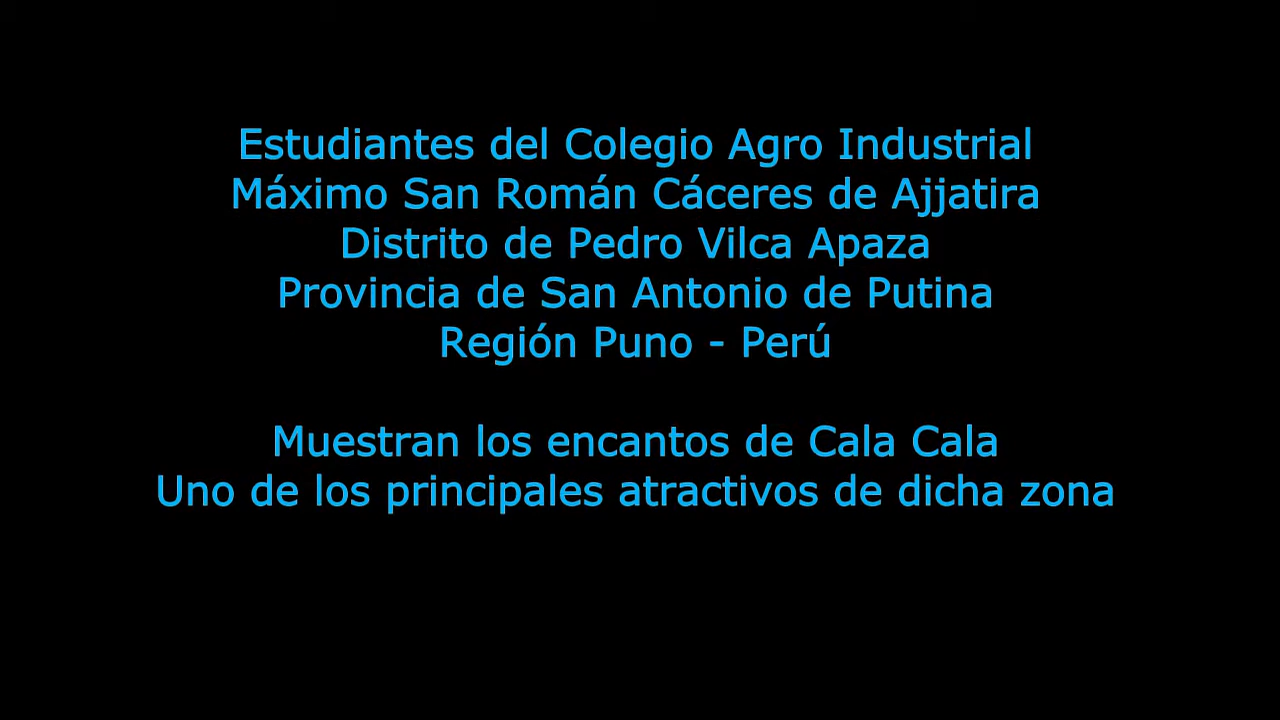 Estudiantes del Colegio Agro Industrial
Máximo San Román Cáceres de Ajjatira
Distrito de Pedro Vilca Apaza
Provincia de San Antonio de Putina
Región Puno - Perú
Muestran los encantos de Cala Cala
Uno de los principales atractivos de dicha zona